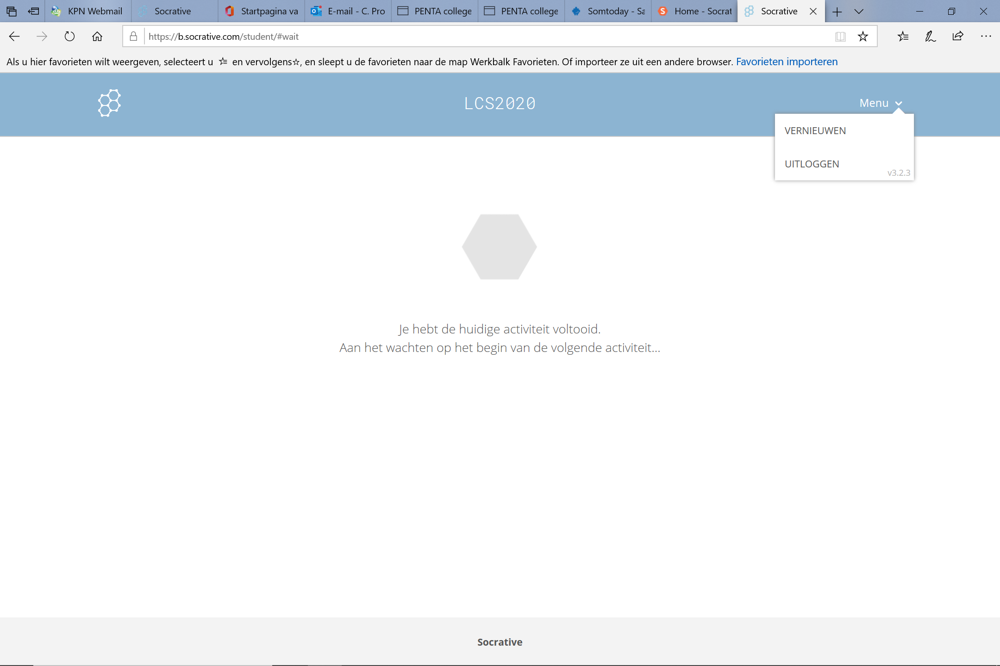 KPN Webmail
Socrative
Startpagina va
E-mail - C. Pro
PENTA college
PENTA college
Somtoday - Sa
Home - Socrat
Socrative
https://b.socrative.com/student/#wait
Als u hier favorieten wilt weergeven, selecteert u en vervolgens, en sleept u de favorieten naar de map Werkbalk Favorieten. Of importeer ze uit een andere browser. Favorieten importeren
LCS2020
Menu
VERNIEUWEN
UITLOGGEN
v3.2.3
Je hebt de huidige activiteit voltooid.
Aan het wachten op het begin van de volgende activiteit...
Socrative